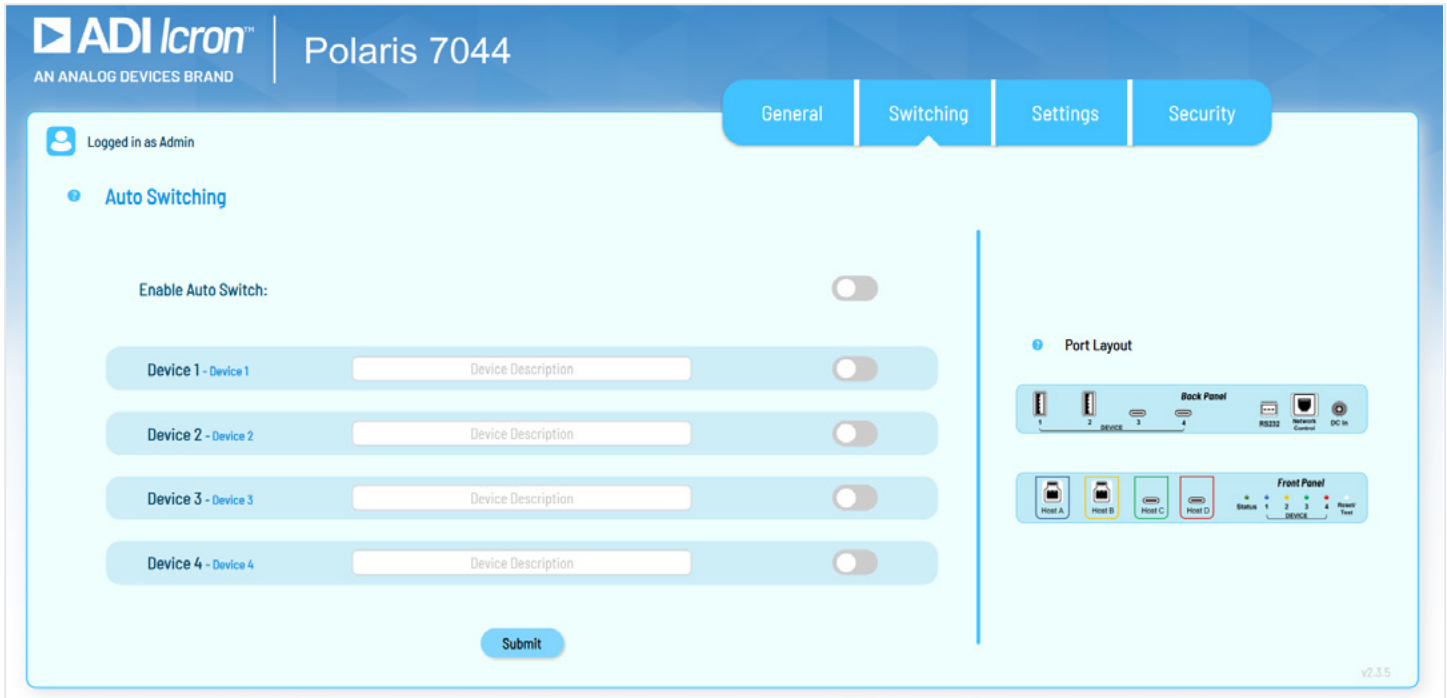 ADI Icron™
AN ANALOG DEVICES BRAND
Polaris 7044
General
Switching
Settings
Security
Logged in as Admin
? Auto Switching
Enable Auto Switch:
Device 1 - Device 1
Device Description
Device 2 - Device 2
Device Description
Device 3 - Device 3
Device Description
Device 4 - Device 4
Device Description
Submit
? Port Layout
Back Panel
1 2 3 4
DEVICE
RS232
Network
Control
DC In
Front Panel
Host A
Host B
Host C
Host D
Status 1 2 3 4
DEVICE
Reset/
Test
v2.3.5